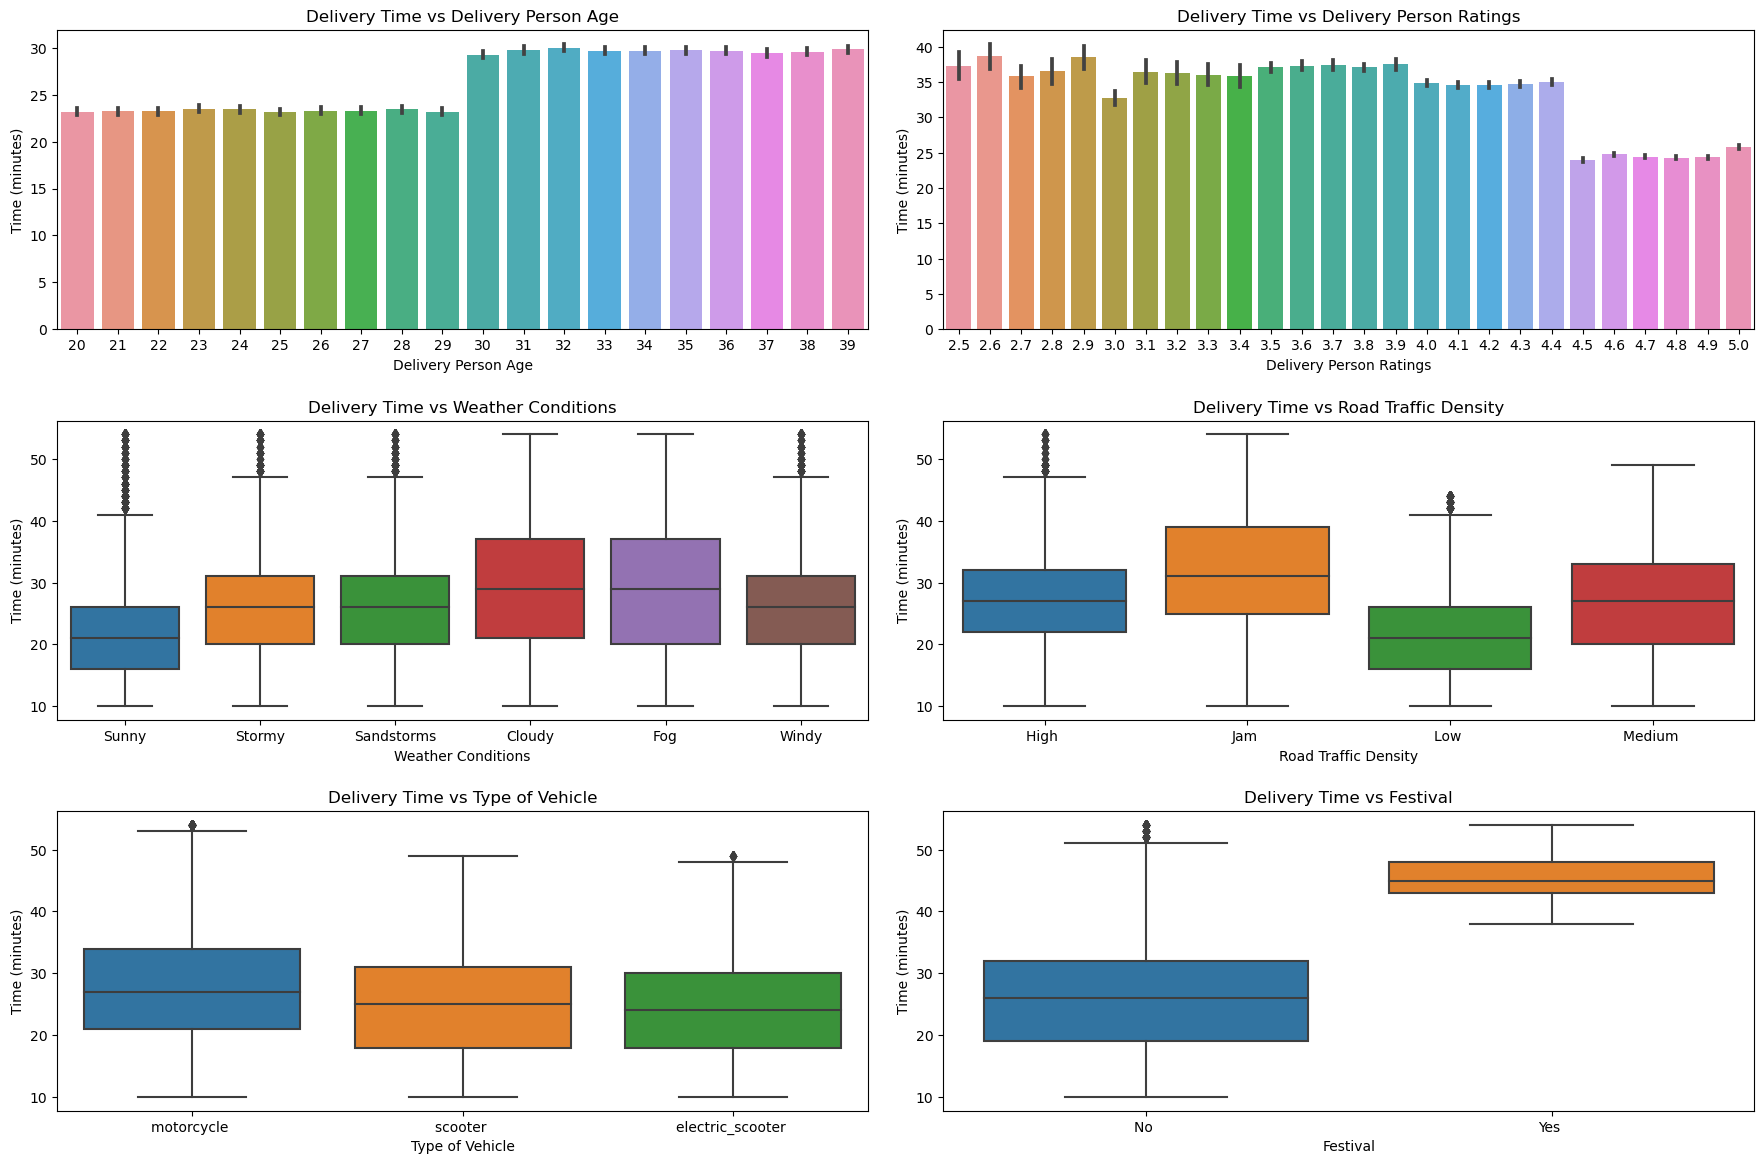 Delivery Time vs Delivery Person Age
Time (minutes)
30
25
20
15
10
5
0
20 21 22 23 24 25 26 27 28 29 30 31 32 33 34 35 36 37 38 39
Delivery Person Age
Delivery Time vs Delivery Person Ratings
Time (minutes)
40
35
30
25
20
15
10
5
0
2.5 2.6 2.7 2.8 2.9 3.0 3.1 3.2 3.3 3.4 3.5 3.6 3.7 3.8 3.9 4.0 4.1 4.2 4.3 4.4 4.5 4.6 4.7 4.8 4.9 5.0
Delivery Person Ratings
Delivery Time vs Weather Conditions
Time (minutes)
50
40
30
20
10
Sunny Stormy Sandstorms Cloudy Fog Windy
Weather Conditions
Delivery Time vs Road Traffic Density
Time (minutes)
50
40
30
20
10
High Jam Low Medium
Road Traffic Density
Delivery Time vs Type of Vehicle
Time (minutes)
50
40
30
20
10
motorcycle scooter electric_scooter
Type of Vehicle
Delivery Time vs Festival
Time (minutes)
50
40
30
20
10
No Yes
Festival